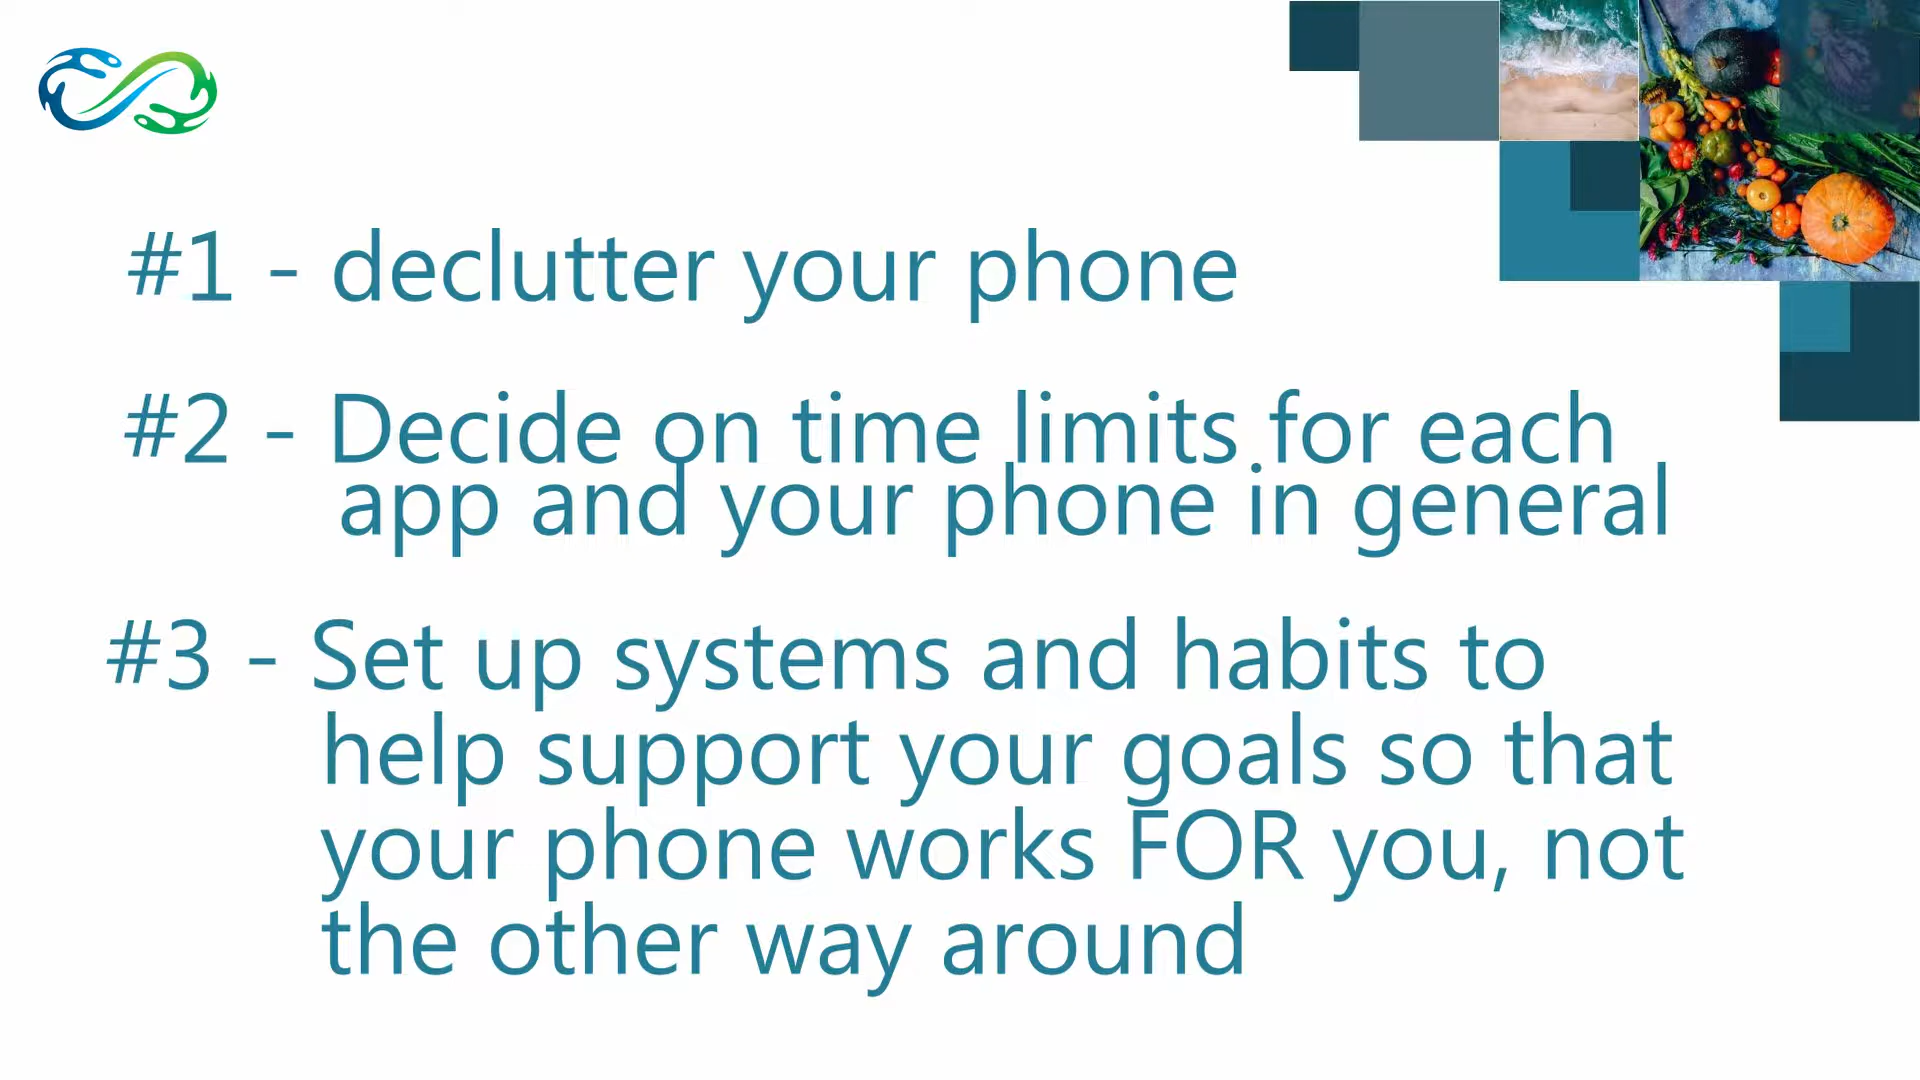 #1 - declutter your phone
#2 - Decide on time limits for each
app and your phone in general
#3 - Set up systems and habits to
help support your goals so that
your phone works FOR you, not
the other way around